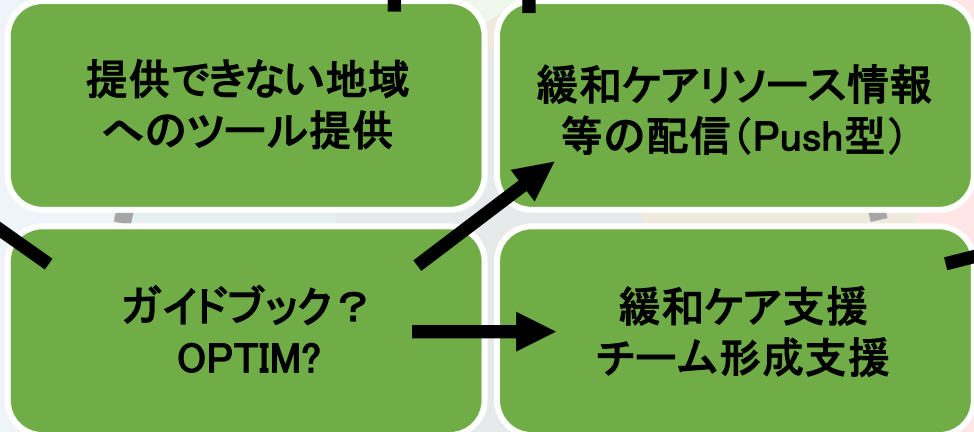 提供できない地域
へのツール提供
緩和ケアリソース情報
等の配信（Push型）
ガイドブック？
OPTIM?
緩和ケア支援
チーム形成支援